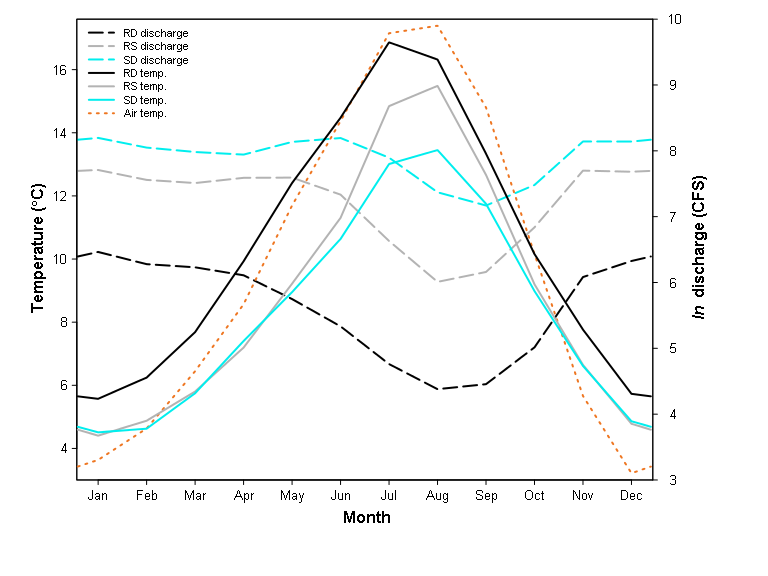 RD discharge
RS discharge
SD discharge
RD temp.
RS temp.
SD temp.
Air temp.
Temperature (°C)
16
14
12
10
8
6
4
10
9
8
7
6
5
4
3
ln discharge (CFS)
Jan Feb Mar Apr May Jun Jul Aug Sep Oct Nov Dec
Month